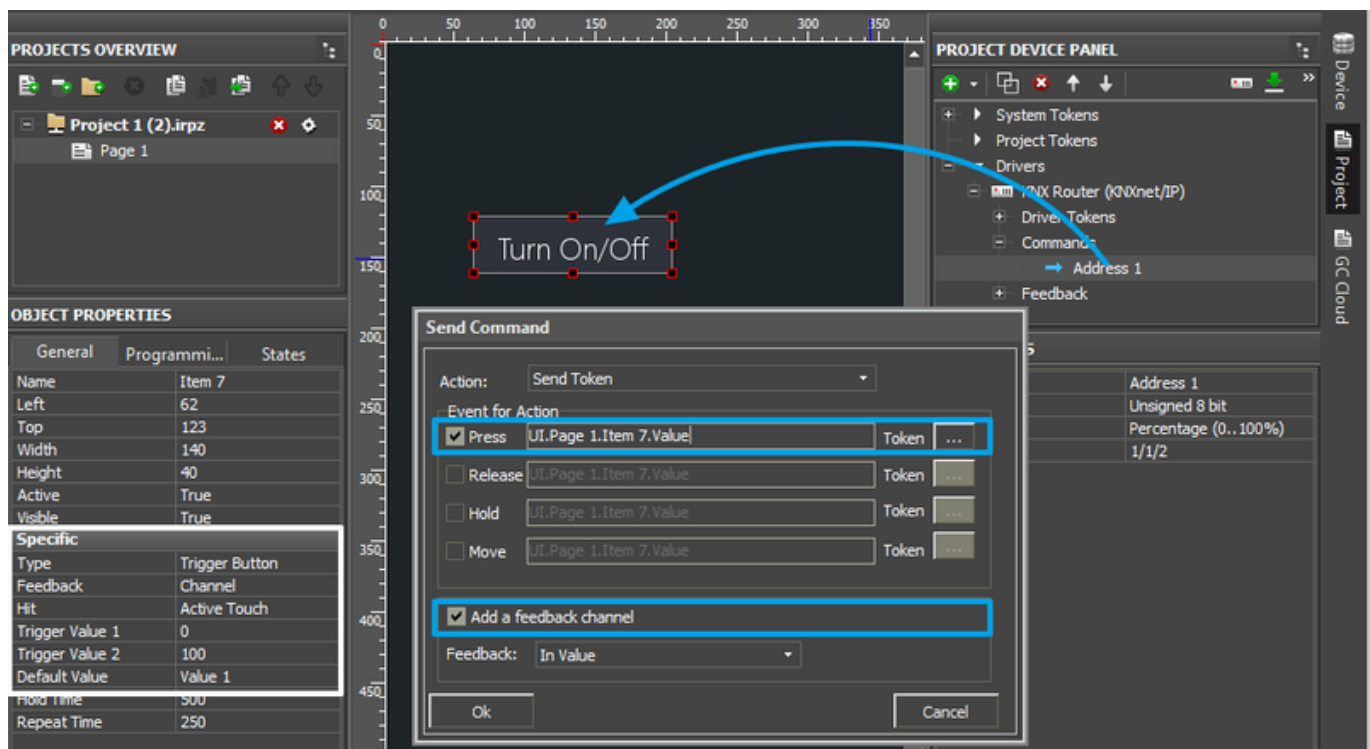 PROJECTS OVERVIEW
Project 1 (2).irpz
Page 1
OBJECT PROPERTIES
General Programmi... States
Name Item 7
Left 62
Top 123
Width 140
Height 40
Active True
Visible True
Specific
Type Trigger Button
Feedback Channel
Hit Active Touch
Trigger Value 1 0
Trigger Value 2 100
Default Value Value 1
Hold Time 500
Repeat Time 250
0 50 100 150 200 250 300 350
0
50
100
150
200
250
300
350
400
450
Turn On/Off
Send Command
Action: Send Token
Event for Action
Press UI.Page 1.Item 7.Value Token ...
Release UI.Page 1.Item 7.Value Token ...
Hold UI.Page 1.Item 7.Value Token ...
Move UI.Page 1.Item 7.Value Token ...
Add a feedback channel
Feedback: In Value
Ok Cancel
PROJECT DEVICE PANEL
»
System Tokens
Project Tokens
Drivers
KNX Router (KNXnet/IP)
Driver Tokens
Commands
Address 1
Feedback
S
Address 1
Unsigned 8 bit
Percentage (0..100%)
1/1/2
Device
Project
GC Cloud